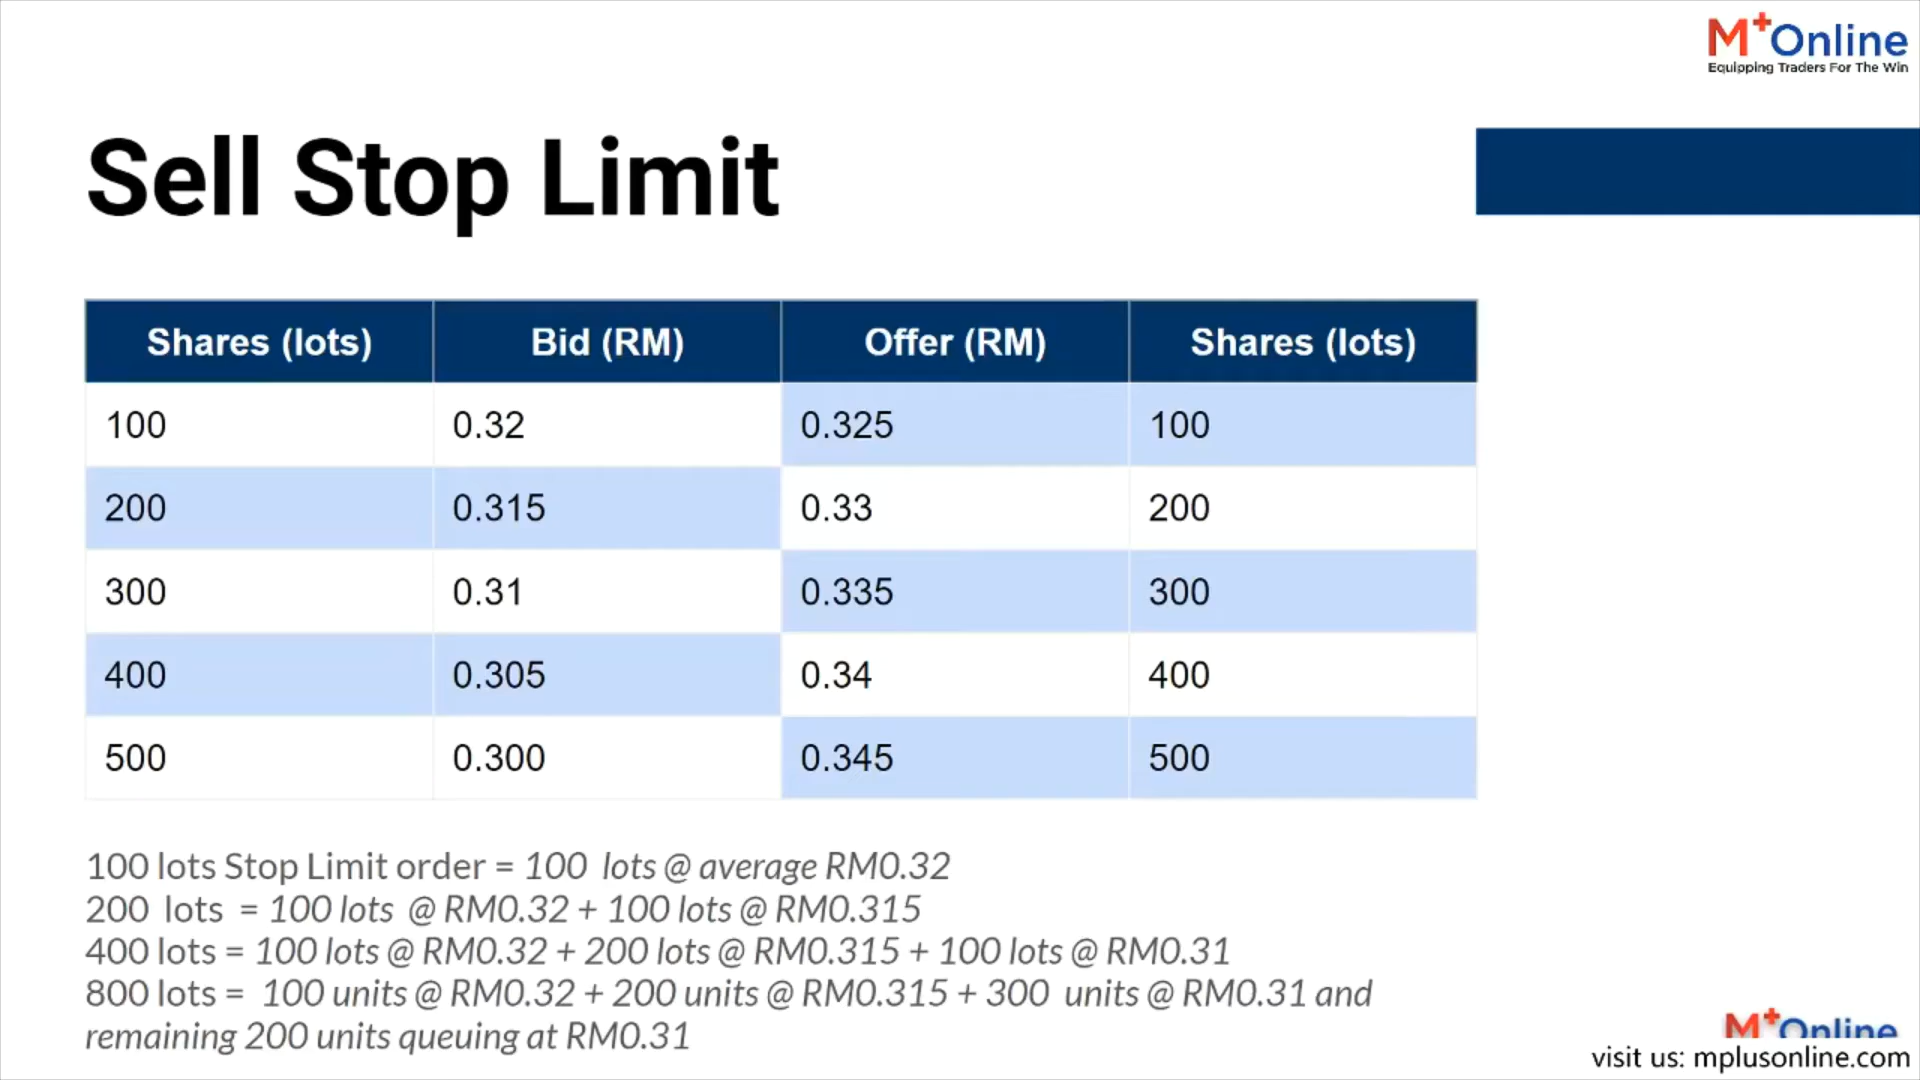 M+Online
Equipping Traders For The Win
Sell Stop Limit
Shares (lots) Bid (RM) Offer (RM) Shares (lots)
100 0.32 0.325 100
200 0.315 0.33 200
300 0.31 0.335 300
400 0.305 0.34 400
500 0.300 0.345 500
100 lots Stop Limit order = 100 lots @ average RM0.32
200 lots = 100 lots @ RM0.32 + 100 lots @ RM0.315
400 lots = 100 lots @ RM0.32 + 200 lots @ RM0.315 + 100 lots @ RM0.31
800 lots = 100 units @ RM0.32 + 200 units @ RM0.315 + 300 units @ RM0.31 and
remaining 200 units queuing at RM0.31
M+Online
visit us: mplusonline.com